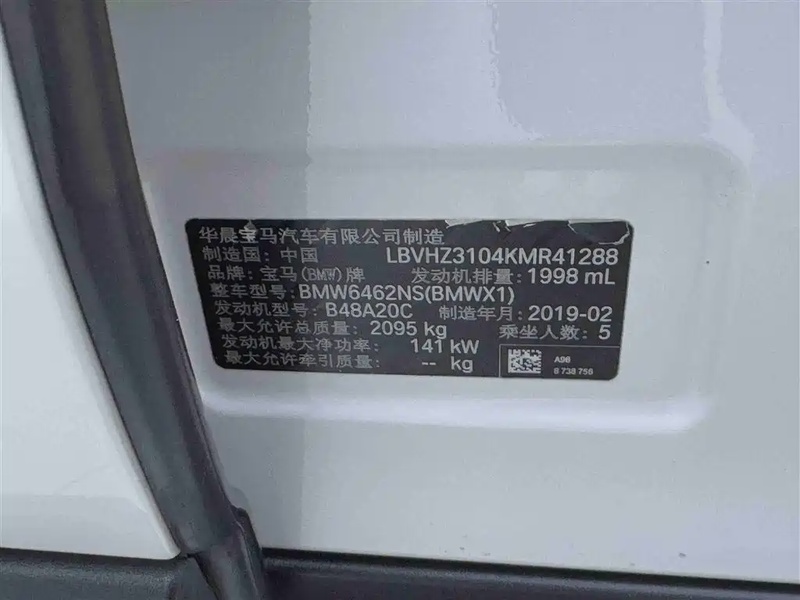 华晨宝马汽车有限公司制造
制造国: 中国 LBVHZ3104KMR41288
品牌: 宝马(BMW)牌 发动机排量: 1998 mL
整车型号: BMW6462NS(BMWX1)
发动机型号: B48A20C 制造年月: 2019-02
最大允许总质量: 2095 kg 乘坐人数: 5
发动机最大净功率: 141 kW
最大允许牵引质量: -- kg
A96